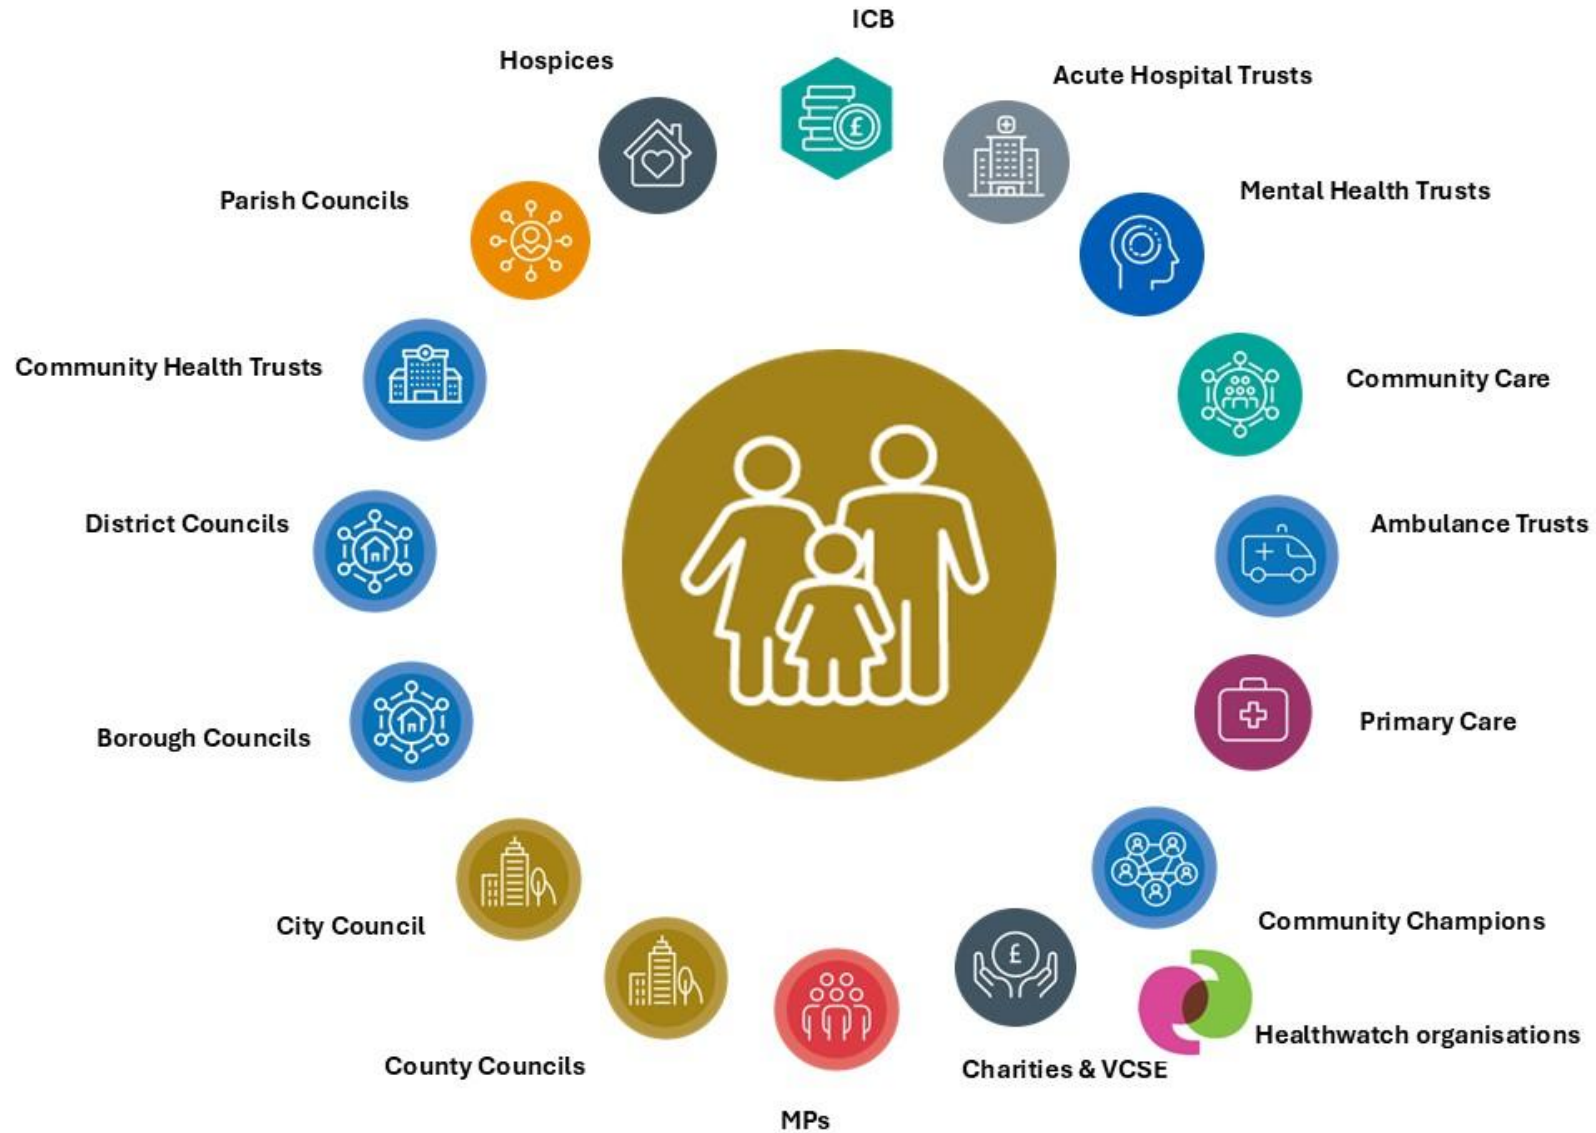 ICB
Hospices
Acute Hospital Trusts
Parish Councils
Mental Health Trusts
Community Health Trusts
Community Care
District Councils
Ambulance Trusts
Borough Councils
Primary Care
City Council
Community Champions
County Councils
Charities & VCSE
Healthwatch organisations
MPs
£
£